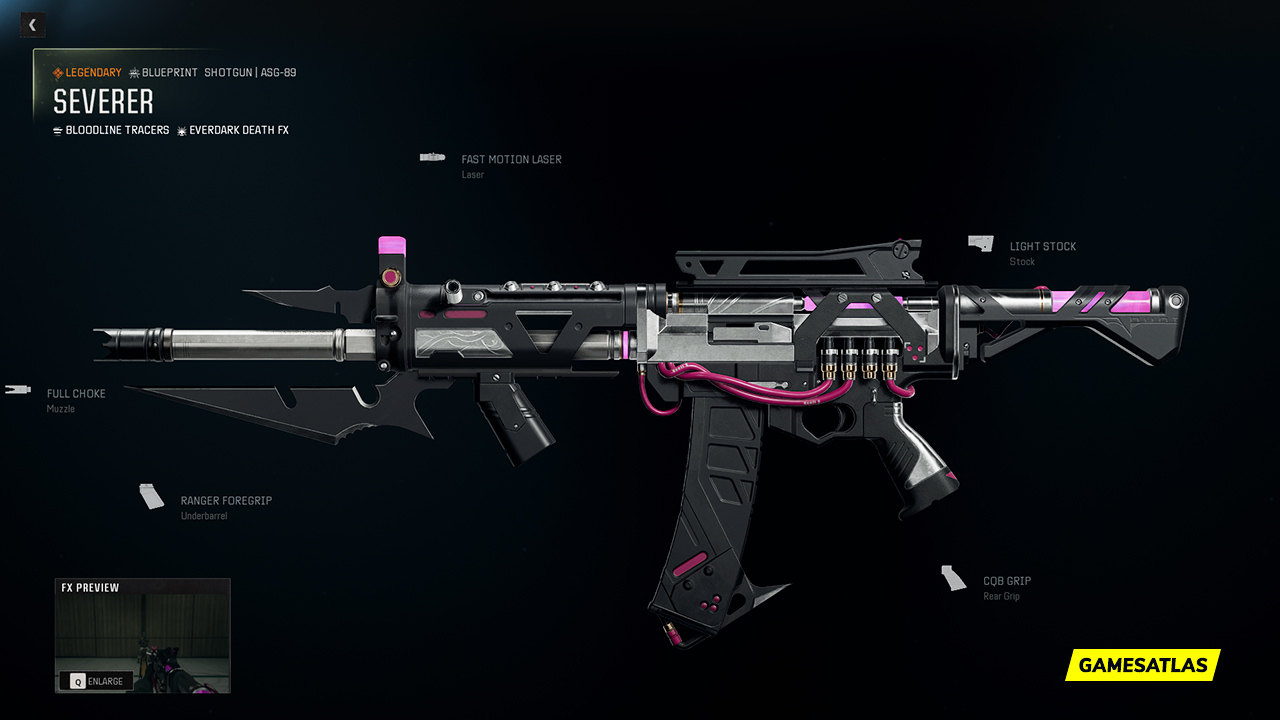 LEGENDARY BLUEPRINT SHOTGUN | ASG-89
SEVERER
BLOODLINE TRACERS EVERDARK DEATH FX
FAST MOTION LASER
Laser
LIGHT STOCK
Stock
FULL CHOKE
Muzzle
RANGER FOREGRIP
Underbarrel
CQB GRIP
Rear Grip
FX PREVIEW
Q ENLARGE
GAMESATLAS